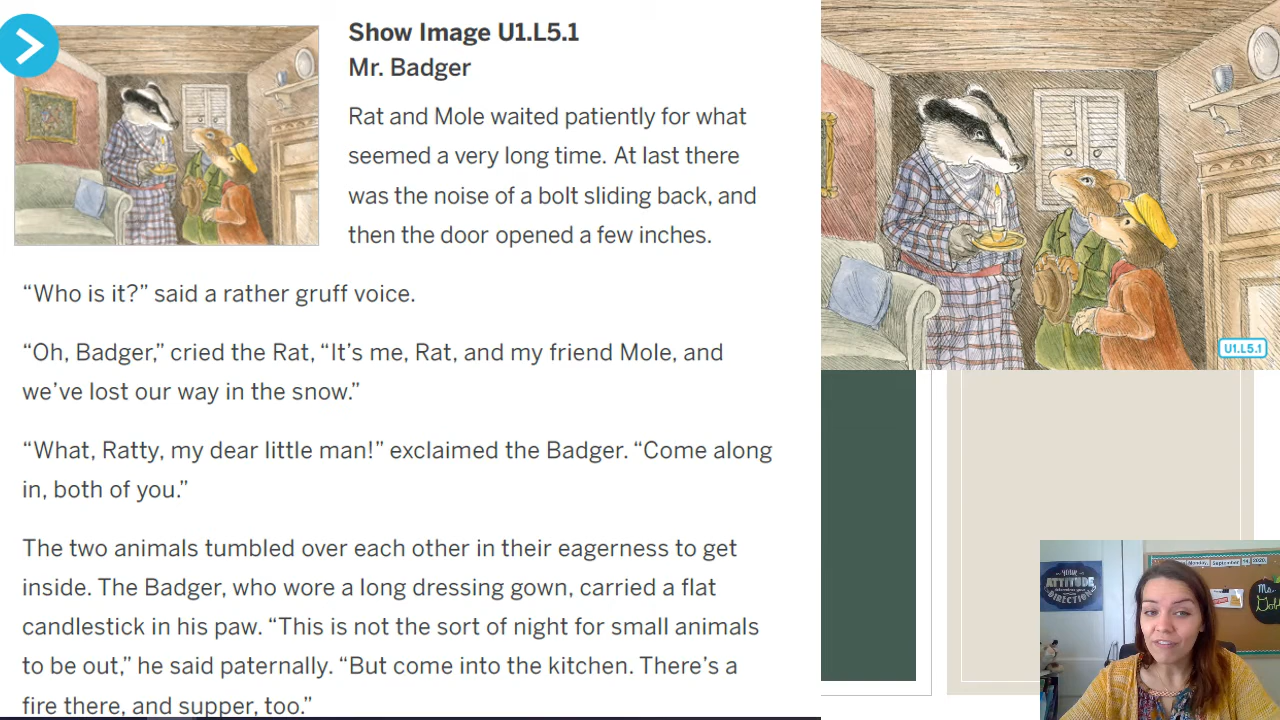 Show Image U1.L5.1
Mr. Badger
Rat and Mole waited patiently for what
seemed a very long time. At last there
was the noise of a bolt sliding back, and
then the door opened a few inches.
“Who is it?” said a rather gruff voice.
“Oh, Badger,” cried the Rat, “It’s me, Rat, and my friend Mole, and
we’ve lost our way in the snow.”
“What, Ratty, my dear little man!” exclaimed the Badger. “Come along
in, both of you.”
The two animals tumbled over each other in their eagerness to get
inside. The Badger, who wore a long dressing gown, carried a flat
candlestick in his paw. “This is not the sort of night for small animals
to be out,” he said paternally. “But come into the kitchen. There’s a
fire there, and supper, too.”
U1.L5.1
YOUR
ATTITUDE
DIRECTION
Monday, September 14, 2020
Ms.